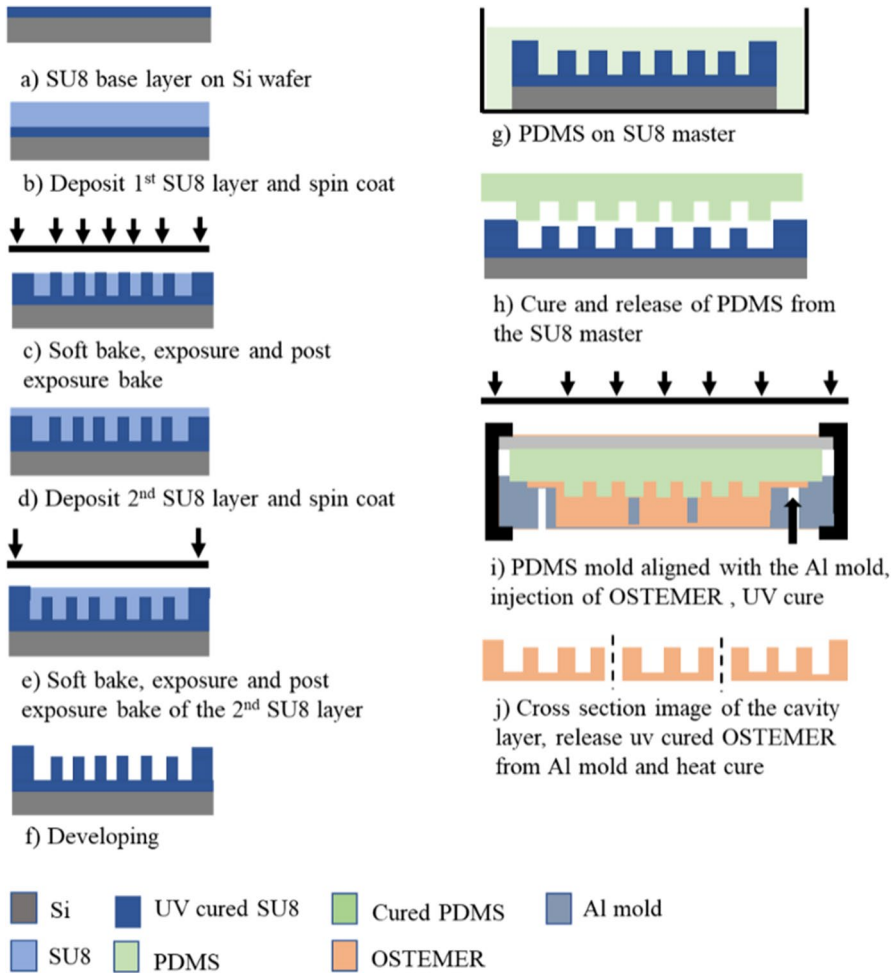 a) SU8 base layer on Si wafer
b) Deposit 1st SU8 layer and spin coat
c) Soft bake, exposure and post
exposure bake
d) Deposit 2nd SU8 layer and spin coat
e) Soft bake, exposure and post
exposure bake of the 2nd SU8 layer
f) Developing
g) PDMS on SU8 master
h) Cure and release of PDMS from
the SU8 master
i) PDMS mold aligned with the Al mold,
injection of OSTEMER , UV cure
j) Cross section image of the cavity
layer, release uv cured OSTEMER
from Al mold and heat cure
Si
UV cured SU8
Cured PDMS
Al mold
SU8
PDMS
OSTEMER